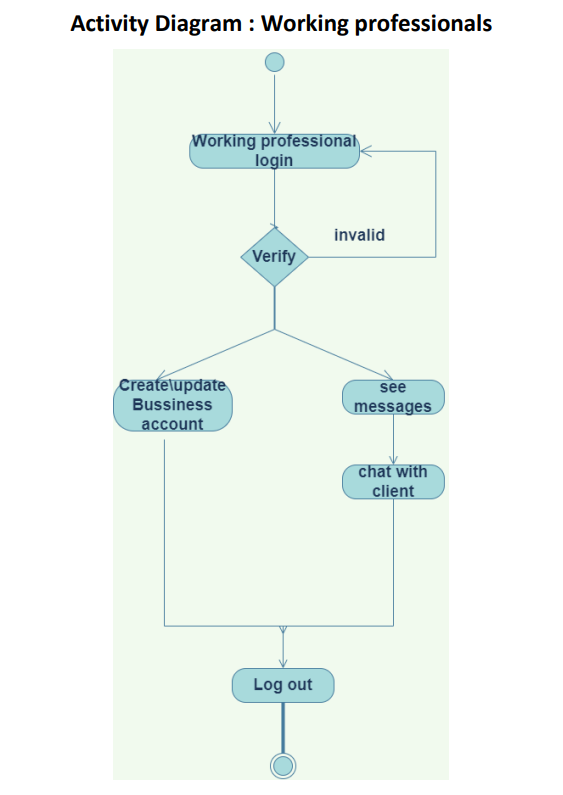 Activity Diagram : Working professionals
Working professional
login
invalid
Verify
Create\update
Bussiness
account
see
messages
chat with
client
Log out